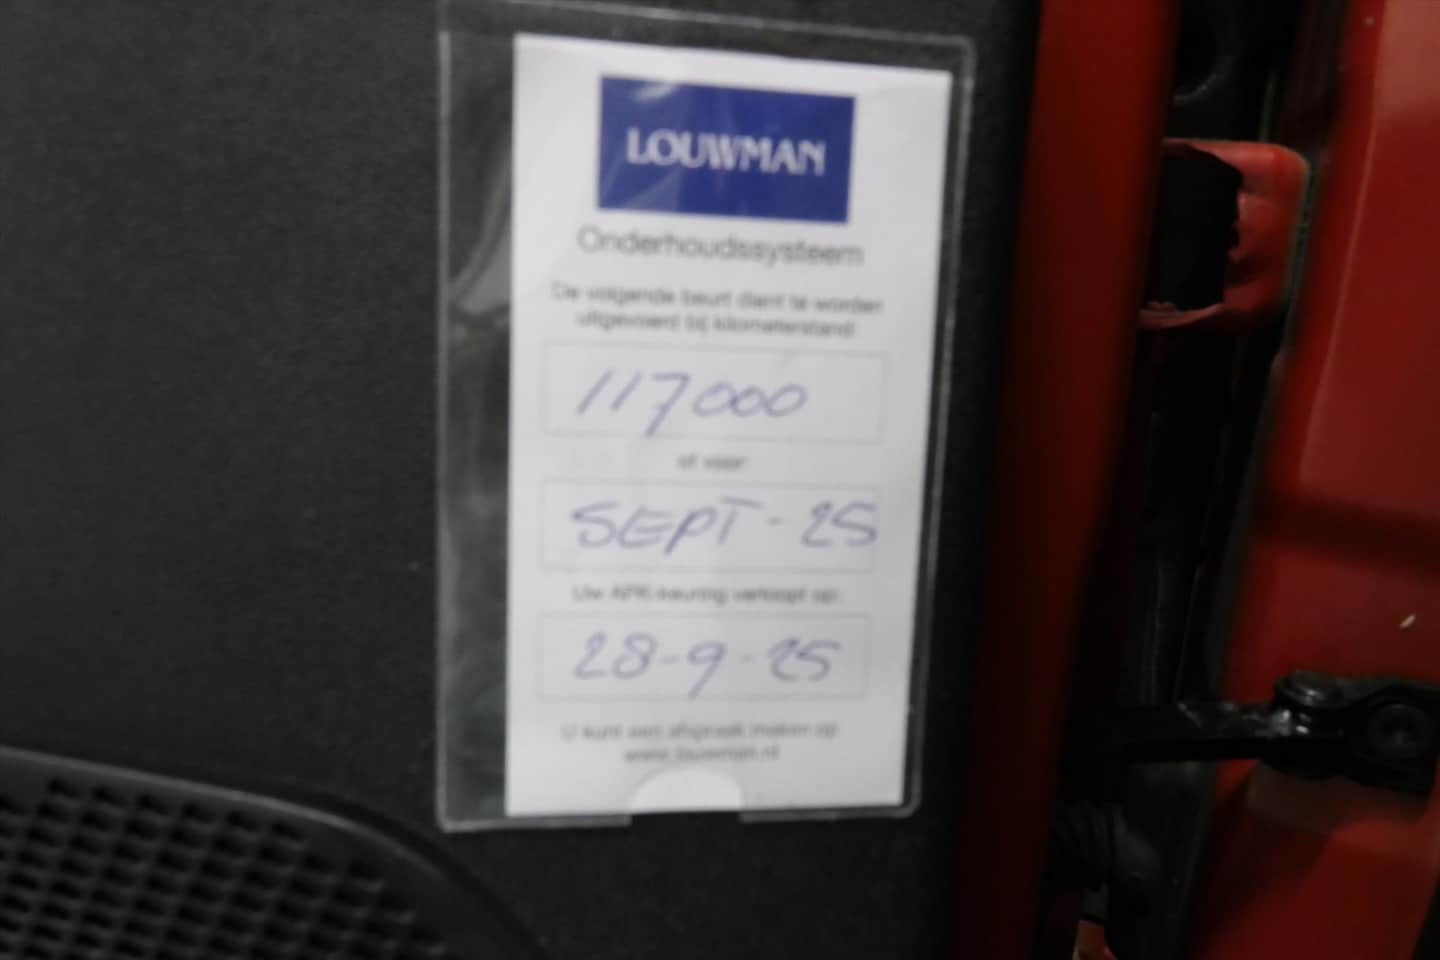 LOUWMAN
Onderhoudssysteem
De volgende beurt dient te worden
uitgevoerd bij kilometerstand:
117000
of voor:
SEPT - 25
Uw APK-keuring verloopt op:
28-9-25
U kunt een afspraak maken op
www.louwman.nl